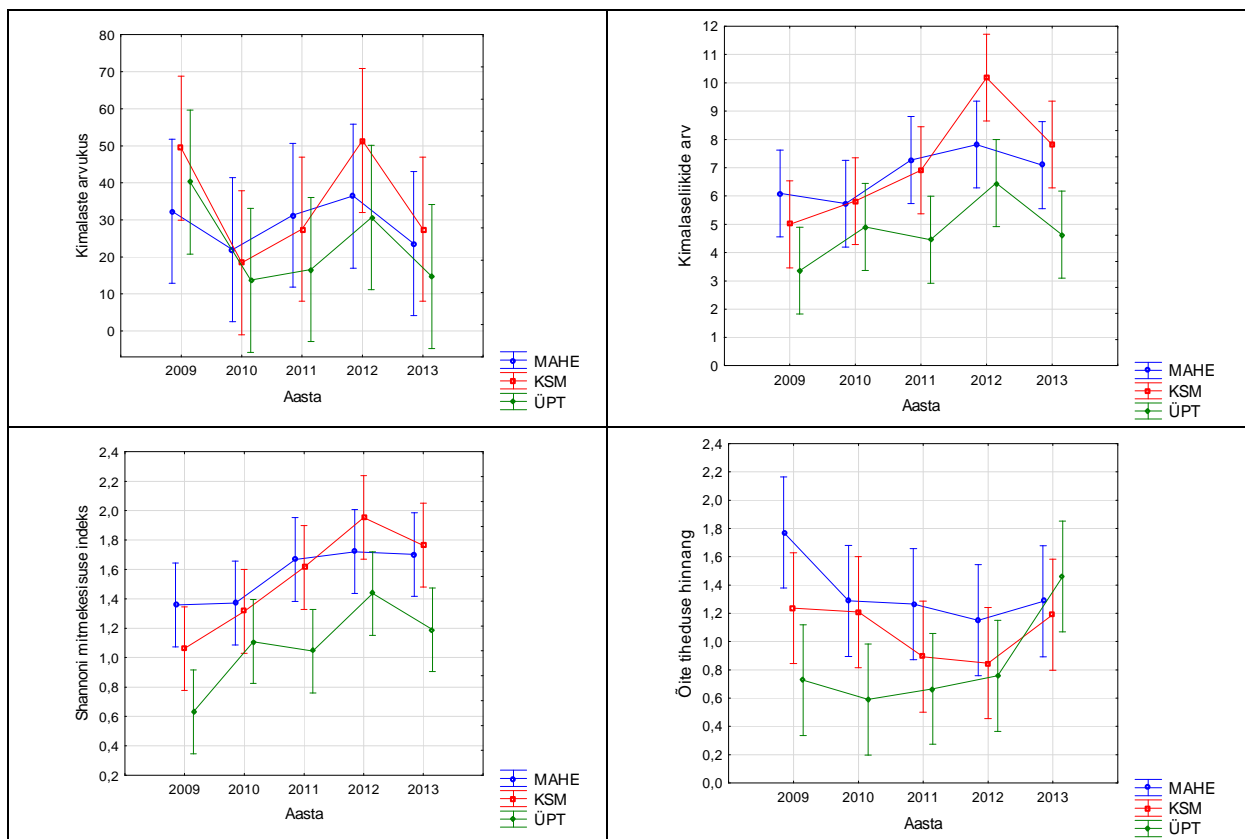 Kimalaste arvukus
80
70
60
50
40
30
20
10
0
2009 2010 2011 2012 2013
Aasta
MAHE
KSM
ÜPT
Kimalaseliikide arv
12
11
10
9
8
7
6
5
4
3
2
1
0
2009 2010 2011 2012 2013
Aasta
MAHE
KSM
ÜPT
Shannoni mitmekesisuse indeks
2,4
2,2
2,0
1,8
1,6
1,4
1,2
1,0
0,8
0,6
0,4
0,2
2009 2010 2011 2012 2013
Aasta
MAHE
KSM
ÜPT
Õite tiheduse hinnang
2,4
2,2
2,0
1,8
1,6
1,4
1,2
1,0
0,8
0,6
0,4
0,2
0,0
2009 2010 2011 2012 2013
Aasta
MAHE
KSM
ÜPT